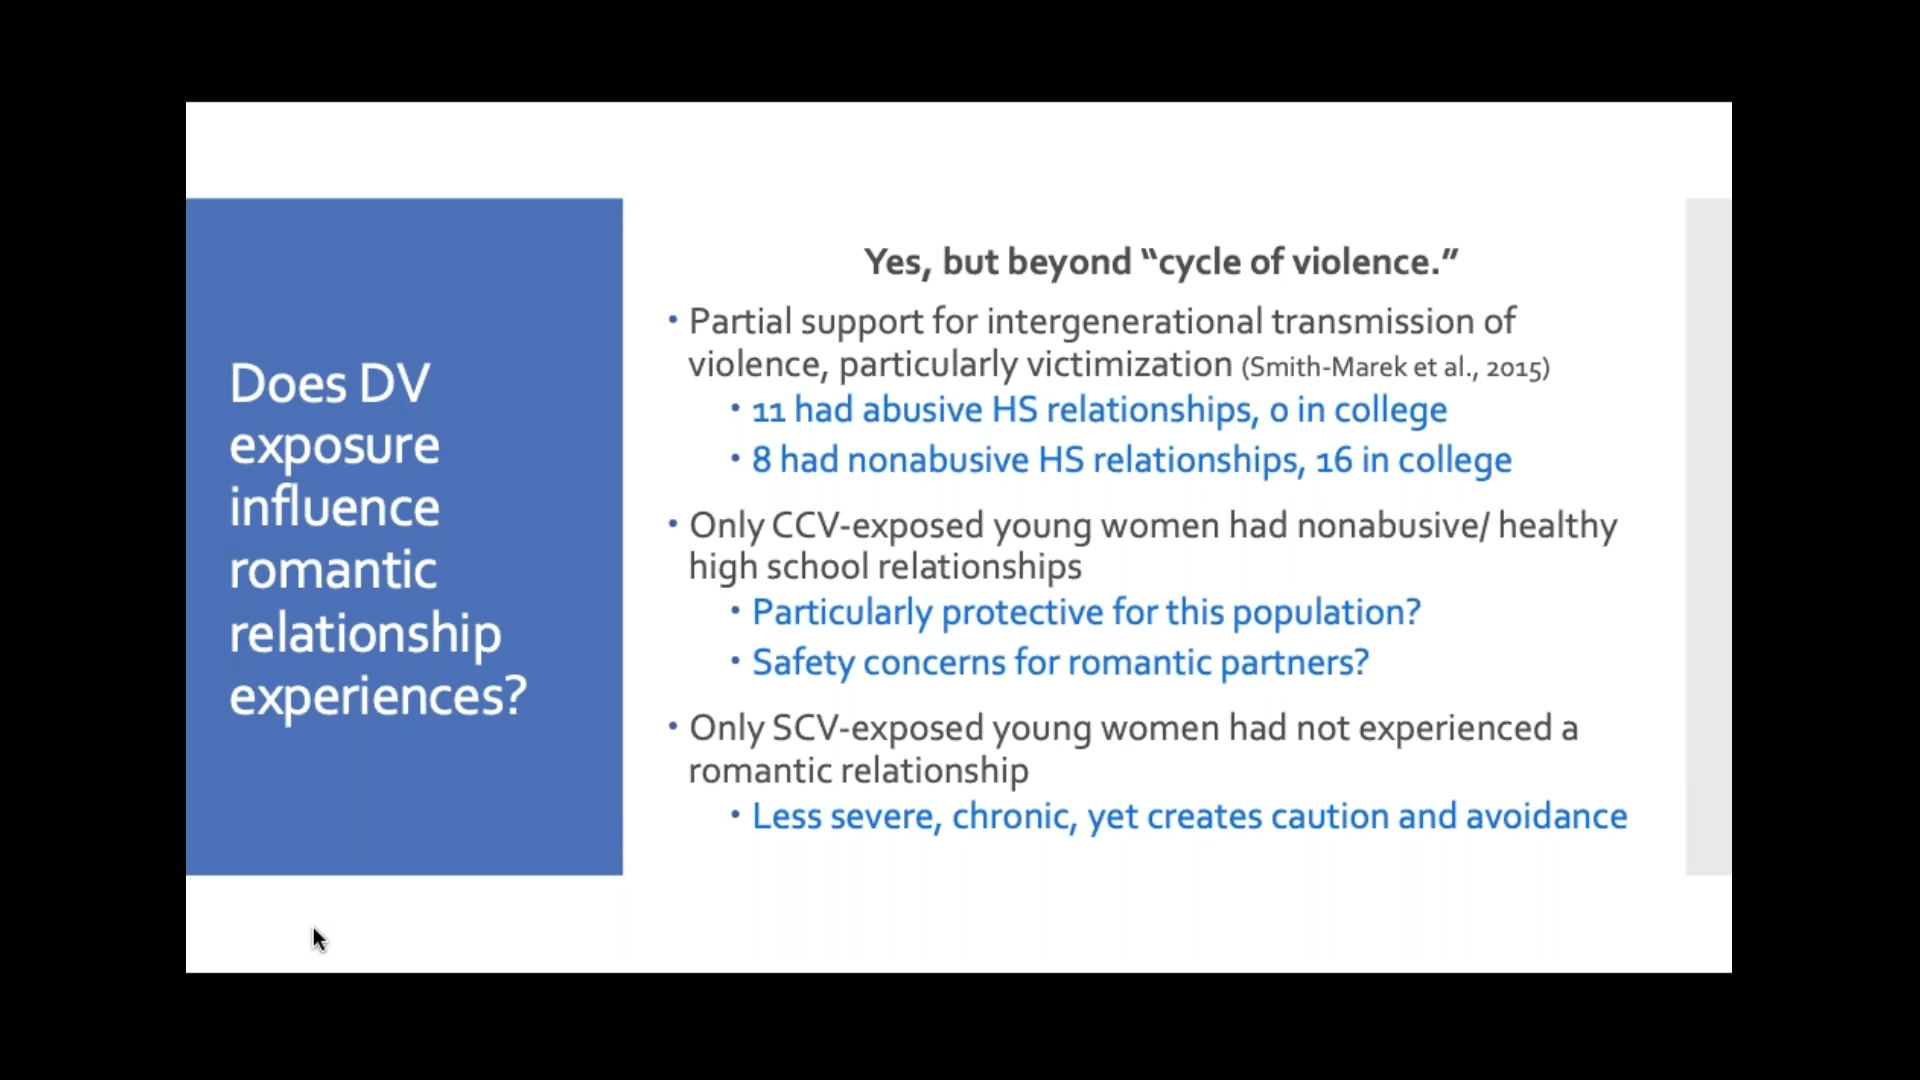 Does DV
exposure
influence
romantic
relationship
experiences?
Yes, but beyond “cycle of violence.”
• Partial support for intergenerational transmission of
violence, particularly victimization (Smith-Marek et al., 2015)
• 11 had abusive HS relationships, 0 in college
• 8 had nonabusive HS relationships, 16 in college
• Only CCV-exposed young women had nonabusive/ healthy
high school relationships
• Particularly protective for this population?
• Safety concerns for romantic partners?
• Only SCV-exposed young women had not experienced a
romantic relationship
• Less severe, chronic, yet creates caution and avoidance